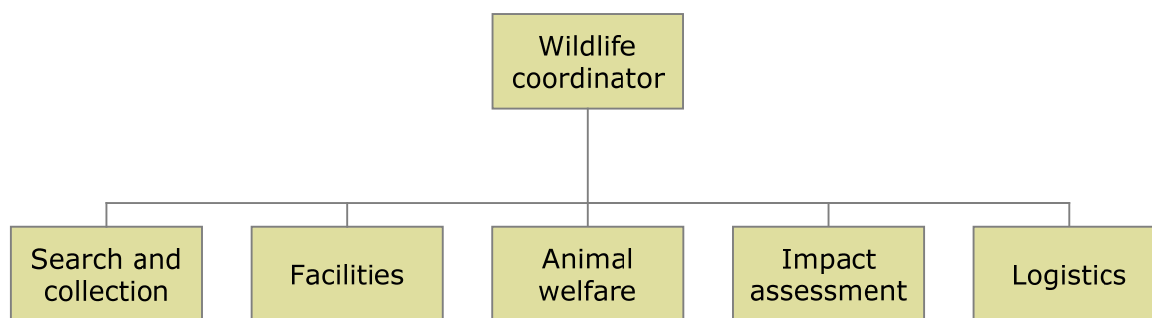 Wildlife
coordinator
Search and
collection
Facilities
Animal
welfare
Impact
assessment
Logistics